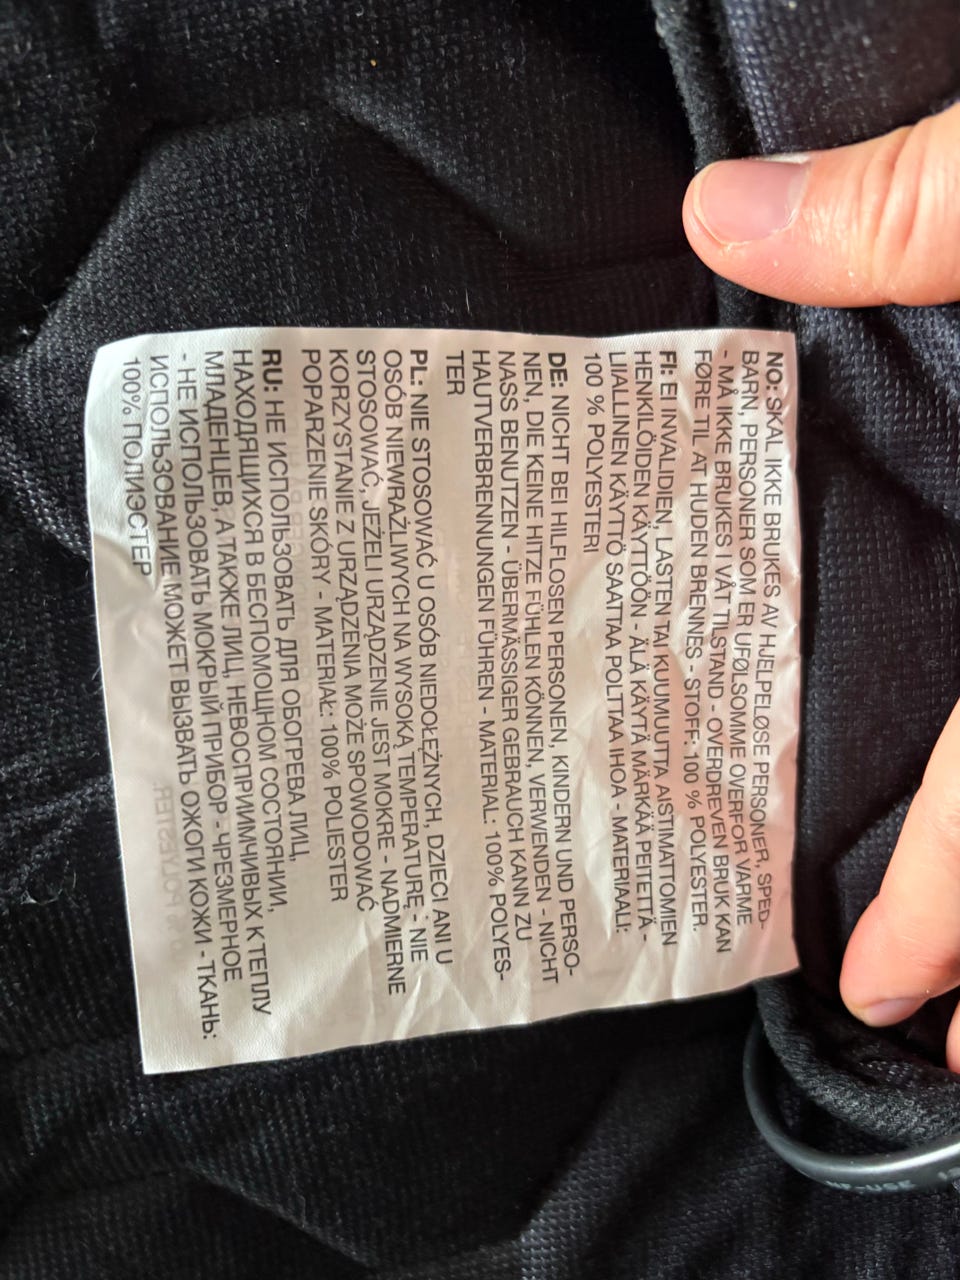 NO: SKAL IKKE BRUKES AV HJELPELØSE PERSONER, SPED-
BARN, PERSONER SOM ER UFØLSOMME OVERFOR VARME
- MÅ IKKE BRUKES I VÅT TILSTAND - OVERDREVEN BRUK KAN
FØRE TIL AT HUDEN BRENNES - STOFF: 100 % POLYESTER.
FI: EI INVALIDIEN, LASTEN TAI KUUMUUTTA AISTIMATTOMIEN
HENKILÖIDEN KÄYTTÖÖN - ÄLÄ KÄYTÄ MÄRKÄÄ PEITETTÄ -
LIIALLINEN KÄYTTÖ SAATTAA POLTTAA IHOA - MATERIAALI:
100 % POLYESTERI
DE: NICHT BEI HILFLOSEN PERSONEN, KINDERN UND PERSO-
NEN, DIE KEINE HITZE FÜHLEN KÖNNEN, VERWENDEN - NICHT
NASS BENUTZEN - ÜBERMÄSSIGER GEBRAUCH KANN ZU
HAUTVERBRENNUNGEN FÜHREN - MATERIAL: 100% POLYES-
TER
PL: NIE STOSOWAĆ U OSÓB NIEDOŁĘŻNYCH, DZIECI ANI U
OSÓB NIEWRAŻLIWYCH NA WYSOKĄ TEMPERATURĘ - NIE
STOSOWAĆ, JEŻELI URZĄDZENIE JEST MOKRE - NADMIERNE
KORZYSTANIE Z URZĄDZENIA MOŻE SPOWODOWAĆ
POPARZENIE SKÓRY - MATERIAŁ: 100% POLIESTER
RU: НЕ ИСПОЛЬЗОВАТЬ ДЛЯ ОБОГРЕВА ЛИЦ,
НАХОДЯЩИХСЯ В БЕСПОМОЩНОМ СОСТОЯНИИ,
МЛАДЕНЦЕВ, А ТАКЖЕ ЛИЦ, НЕВОСПРИИМЧИВЫХ К ТЕПЛУ
- НЕ ИСПОЛЬЗОВАТЬ МОКРЫЙ ПРИБОР - ЧРЕЗМЕРНОЕ
ИСПОЛЬЗОВАНИЕ МОЖЕТ ВЫЗВАТЬ ОЖОГИ КОЖИ - ТКАНЬ:
100% ПОЛИЭСТЕР